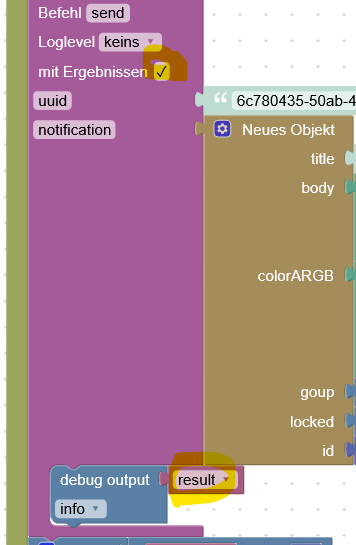 Befehl send
Loglevel keins
mit Ergebnissen ✓
uuid “ 6c780435-50ab-4
notification Neues Objekt
title
body
colorARGB
goup
locked
id
debug output result
info